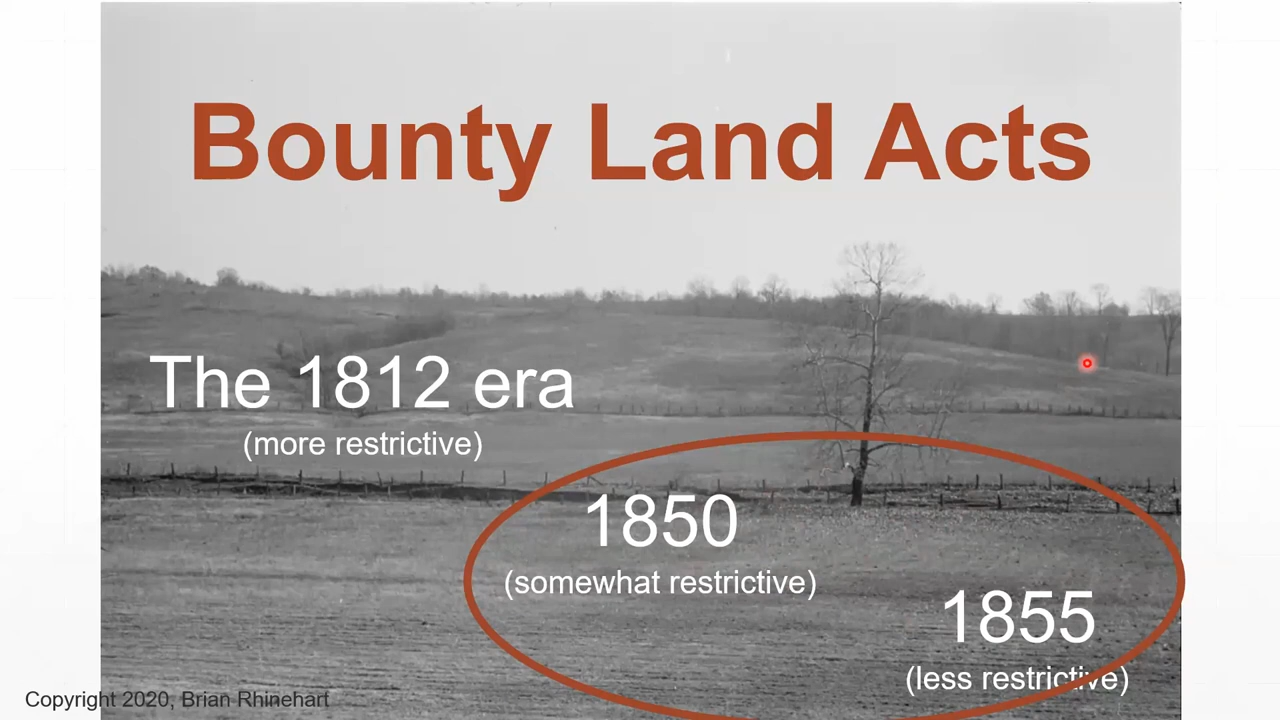 Bounty Land Acts
The 1812 era
(more restrictive)
1850
(somewhat restrictive)
1855
(less restrictive)
Copyright 2020, Brian Rhinehart